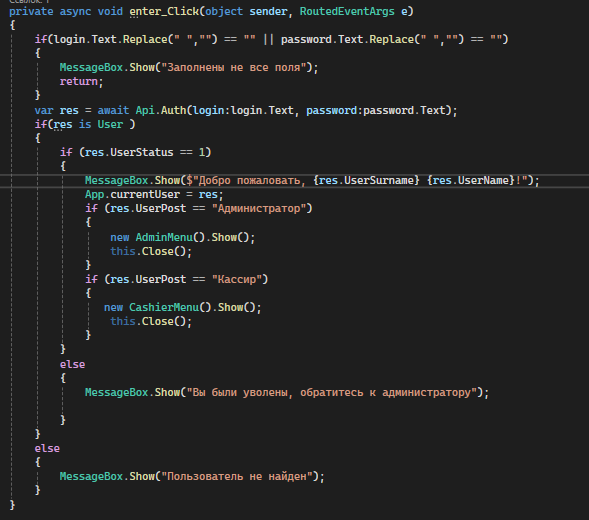 private async void enter_Click(object sender, RoutedEventArgs e)
{
if(login.Text.Replace(" ","") == "" || password.Text.Replace(" ","") == "")
{
MessageBox.Show("Заполнены не все поля");
return;
}
var res = await Api.Auth(login:login.Text, password:password.Text);
if(res is User )
{
if (res.UserStatus == 1)
{
MessageBox.Show($"Добро пожаловать, {res.UserSurname} {res.UserName}!");
App.currentUser = res;
if (res.UserPost == "Администратор")
{
new AdminMenu().Show();
this.Close();
}
if (res.UserPost == "Кассир")
{
new CashierMenu().Show();
this.Close();
}
}
else
{
MessageBox.Show("Вы были уволены, обратитесь к администратору");
}
}
else
{
MessageBox.Show("Пользователь не найден");
}
}